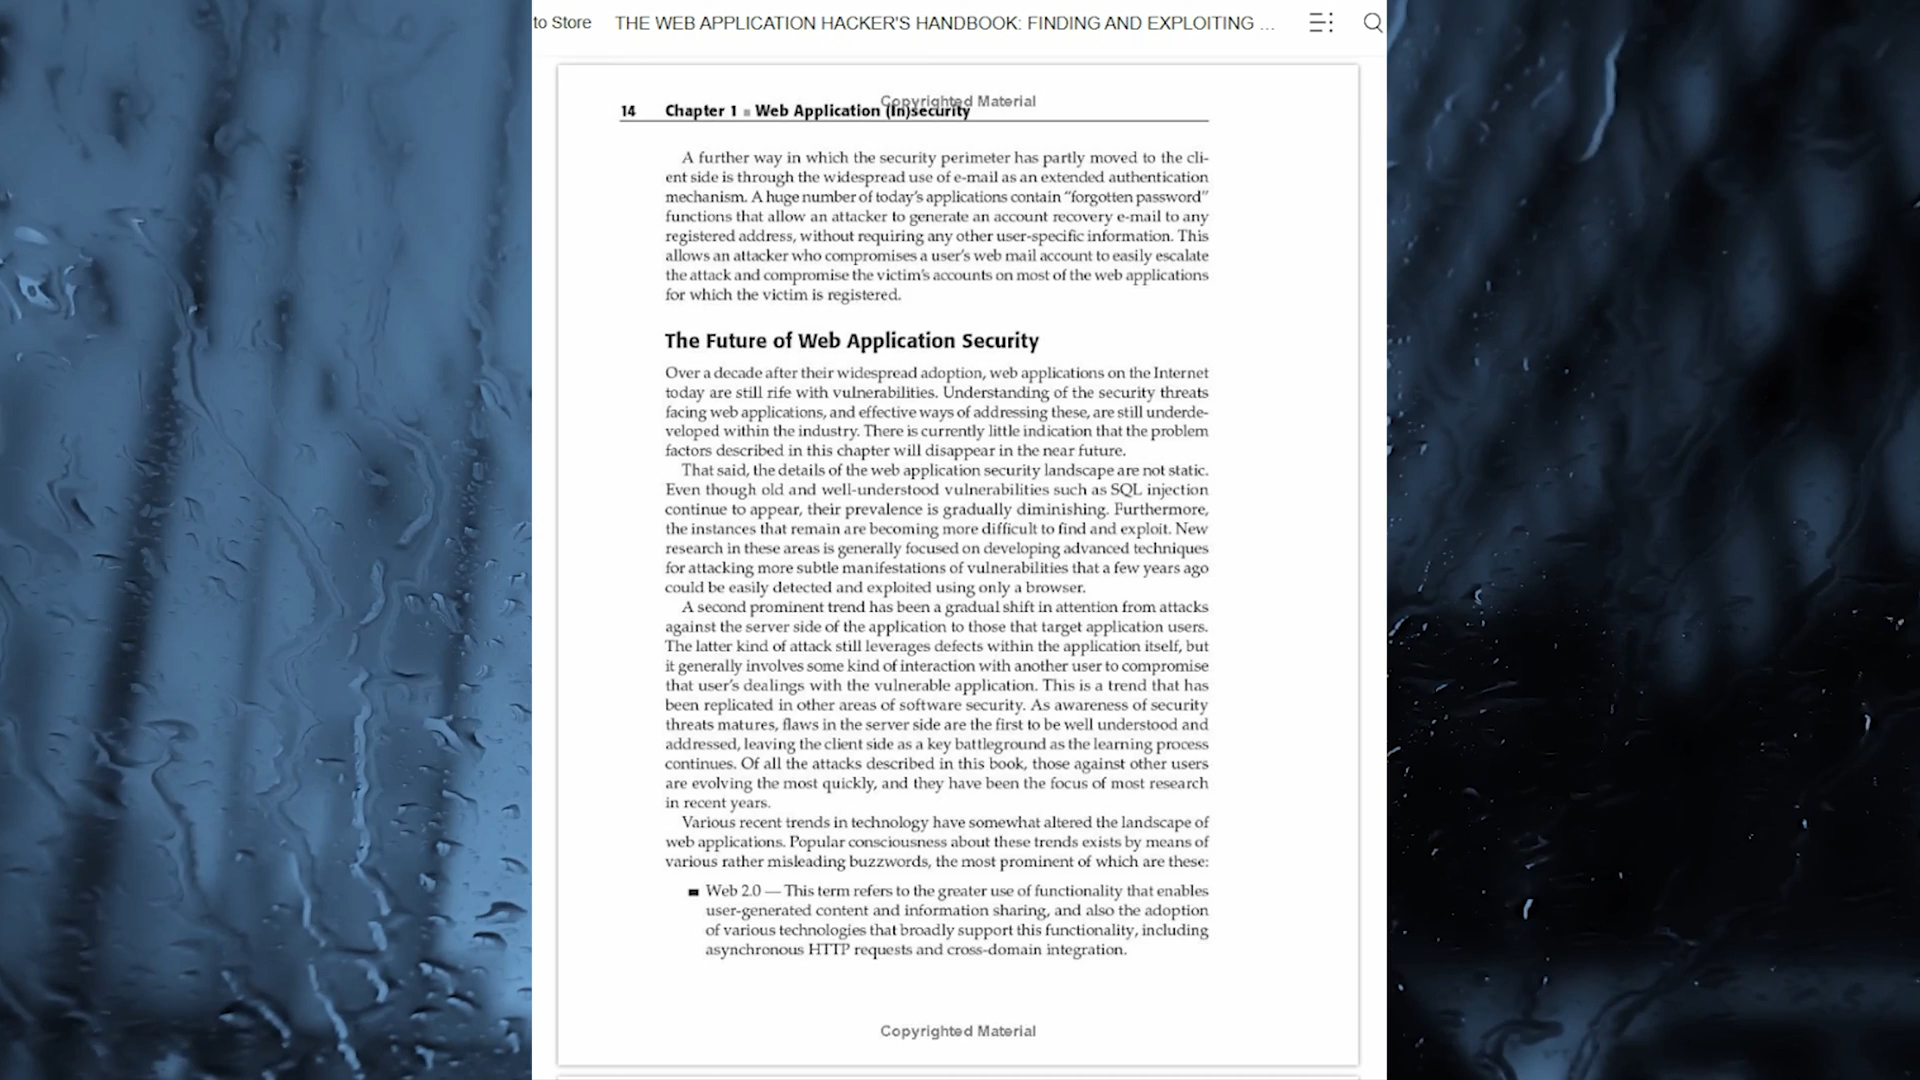 to Store THE WEB APPLICATION HACKER'S HANDBOOK: FINDING AND EXPLOITING ...
Copyrighted Material
14 Chapter 1 ■ Web Application (In)security
A further way in which the security perimeter has partly moved to the cli-
ent side is through the widespread use of e-mail as an extended authentication
mechanism. A huge number of today's applications contain “forgotten password”
functions that allow an attacker to generate an account recovery e-mail to any
registered address, without requiring any other user-specific information. This
allows an attacker who compromises a user's web mail account to easily escalate
the attack and compromise the victim's accounts on most of the web applications
for which the victim is registered.
The Future of Web Application Security
Over a decade after their widespread adoption, web applications on the Internet
today are still rife with vulnerabilities. Understanding of the security threats
facing web applications, and effective ways of addressing these, are still underde-
veloped within the industry. There is currently little indication that the problem
factors described in this chapter will disappear in the near future.
That said, the details of the web application security landscape are not static.
Even though old and well-understood vulnerabilities such as SQL injection
continue to appear, their prevalence is gradually diminishing. Furthermore,
the instances that remain are becoming more difficult to find and exploit. New
research in these areas is generally focused on developing advanced techniques
for attacking more subtle manifestations of vulnerabilities that a few years ago
could be easily detected and exploited using only a browser.
A second prominent trend has been a gradual shift in attention from attacks
against the server side of the application to those that target application users.
The latter kind of attack still leverages defects within the application itself, but
it generally involves some kind of interaction with another user to compromise
that user's dealings with the vulnerable application. This is a trend that has
been replicated in other areas of software security. As awareness of security
threats matures, flaws in the server side are the first to be well understood and
addressed, leaving the client side as a key battleground as the learning process
continues. Of all the attacks described in this book, those against other users
are evolving the most quickly, and they have been the focus of most research
in recent years.
Various recent trends in technology have somewhat altered the landscape of
web applications. Popular consciousness about these trends exists by means of
various rather misleading buzzwords, the most prominent of which are these:
■ Web 2.0 — This term refers to the greater use of functionality that enables
user-generated content and information sharing, and also the adoption
of various technologies that broadly support this functionality, including
asynchronous HTTP requests and cross-domain integration.
Copyrighted Material